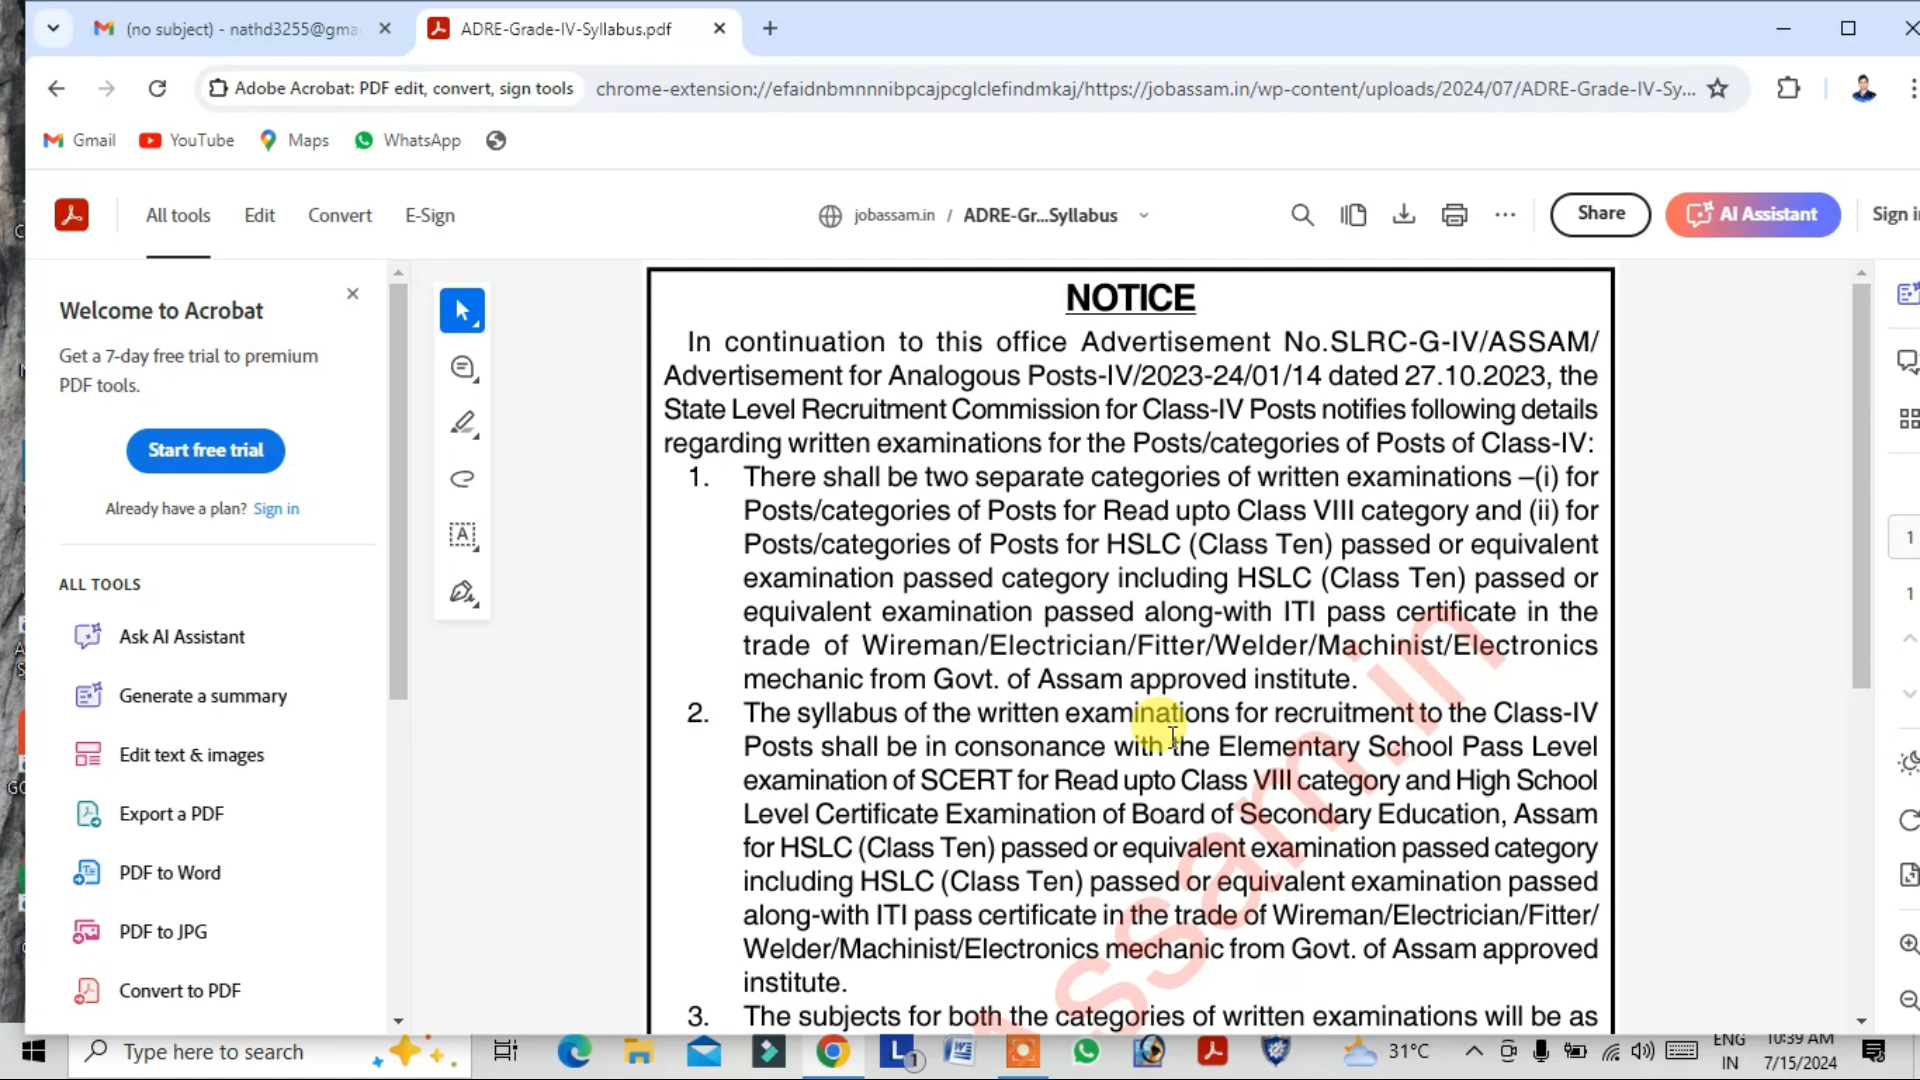 (no subject) - nathd3255@gma
ADRE-Grade-IV-Syllabus.pdf
Adobe Acrobat: PDF edit, convert, sign tools
chrome-extension://efaidnbmnnnibpcajpcglclefindmkaj/https://jobassam.in/wp-content/uploads/2024/07/ADRE-Grade-IV-Sy...
Gmail
YouTube
Maps
WhatsApp
All tools
Edit
Convert
E-Sign
jobassam.in / ADRE-Gr...Syllabus
Share
AI Assistant
Sign in
Welcome to Acrobat
Get a 7-day free trial to premium
PDF tools.
Start free trial
Already have a plan? Sign in
ALL TOOLS
Ask AI Assistant
Generate a summary
Edit text & images
Export a PDF
PDF to Word
PDF to JPG
Convert to PDF
NOTICE
In continuation to this office Advertisement No.SLRC-G-IV/ASSAM/
Advertisement for Analogous Posts-IV/2023-24/01/14 dated 27.10.2023, the
State Level Recruitment Commission for Class-IV Posts notifies following details
regarding written examinations for the Posts/categories of Posts of Class-IV:
1. There shall be two separate categories of written examinations –(i) for
Posts/categories of Posts for Read upto Class VIII category and (ii) for
Posts/categories of Posts for HSLC (Class Ten) passed or equivalent
examination passed category including HSLC (Class Ten) passed or
equivalent examination passed along-with ITI pass certificate in the
trade of Wireman/Electrician/Fitter/Welder/Machinist/Electronics
mechanic from Govt. of Assam approved institute.
2. The syllabus of the written examinations for recruitment to the Class-IV
Posts shall be in consonance with the Elementary School Pass Level
examination of SCERT for Read upto Class VIII category and High School
Level Certificate Examination of Board of Secondary Education, Assam
for HSLC (Class Ten) passed or equivalent examination passed category
including HSLC (Class Ten) passed or equivalent examination passed
along-with ITI pass certificate in the trade of Wireman/Electrician/Fitter/
Welder/Machinist/Electronics mechanic from Govt. of Assam approved
institute.
3. The subjects for both the categories of written examinations will be as
Assam.in
1
1
Type here to search
1
31°C
ENG
IN
10:39 AM
7/15/2024